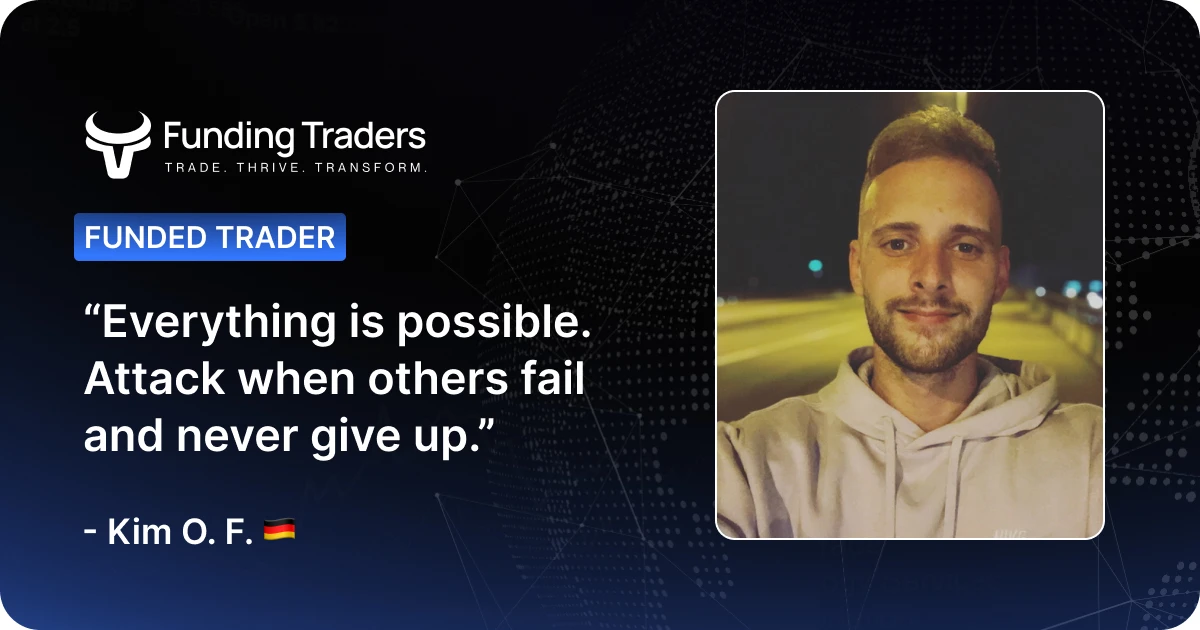 Funding Traders
TRADE. THRIVE. TRANSFORM.
FUNDED TRADER
“Everything is possible.
Attack when others fail
and never give up.”
- Kim O. F. 🇩🇪